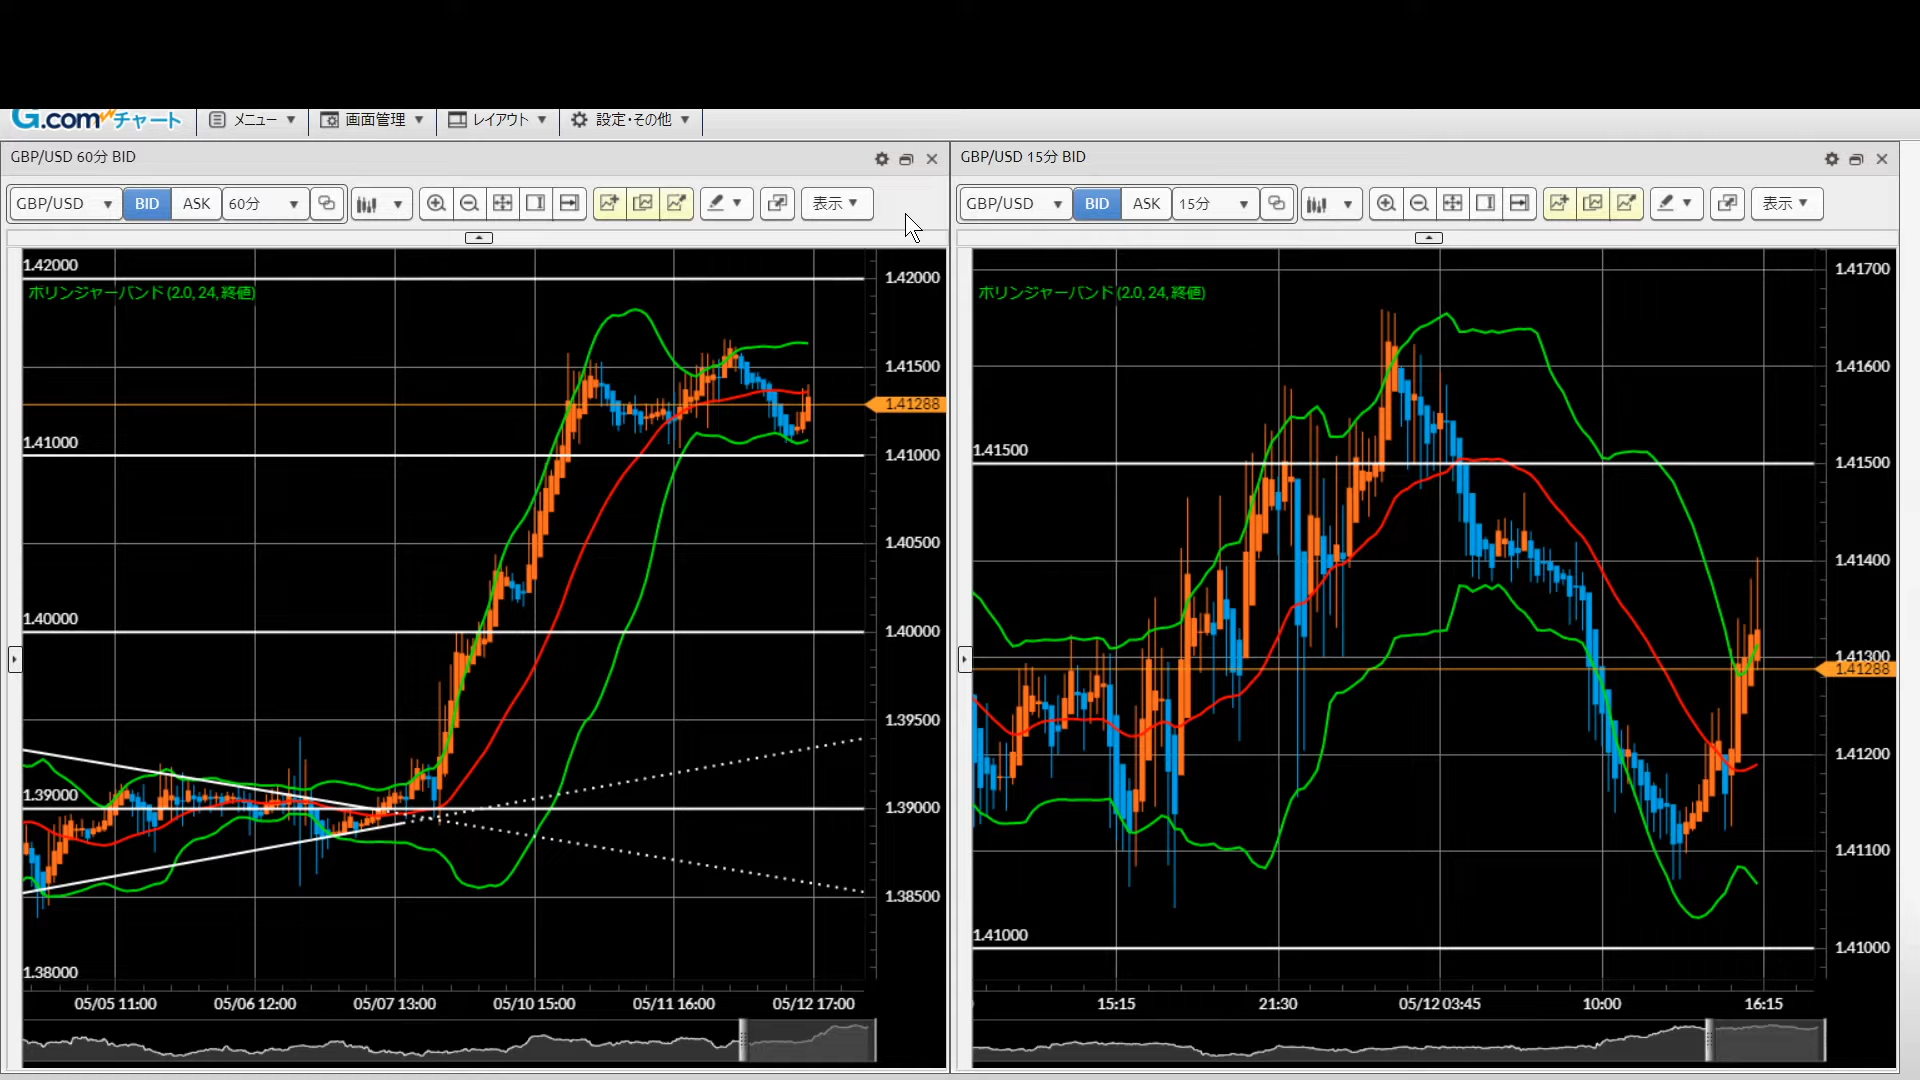 G.comチャート メニュー 画面管理 レイアウト 設定・その他
GBP/USD 60分 BID
GBP/USD BID ASK 60分 表示
1.42000
ボリンジャーバンド (2.0, 24, 終値)
1.41000
1.40000
1.39000
1.38000
1.42000
1.41500
1.41288
1.41000
1.40500
1.40000
1.39500
1.39000
1.38500
05/05 11:00 05/06 12:00 05/07 13:00 05/10 15:00 05/11 16:00 05/12 17:00
GBP/USD 15分 BID
GBP/USD BID ASK 15分 表示
ボリンジャーバンド (2.0, 24, 終値)
1.41500
1.41000
1.41700
1.41600
1.41500
1.41400
1.41300
1.41288
1.41200
1.41100
1.41000
15:15 21:30 05/12 03:45 10:00 16:15